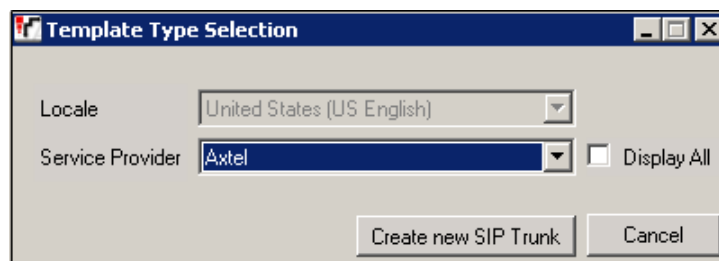 Template Type Selection
Locale
United States (US English)
Service Provider
Axtel
Display All
Create new SIP Trunk
Cancel